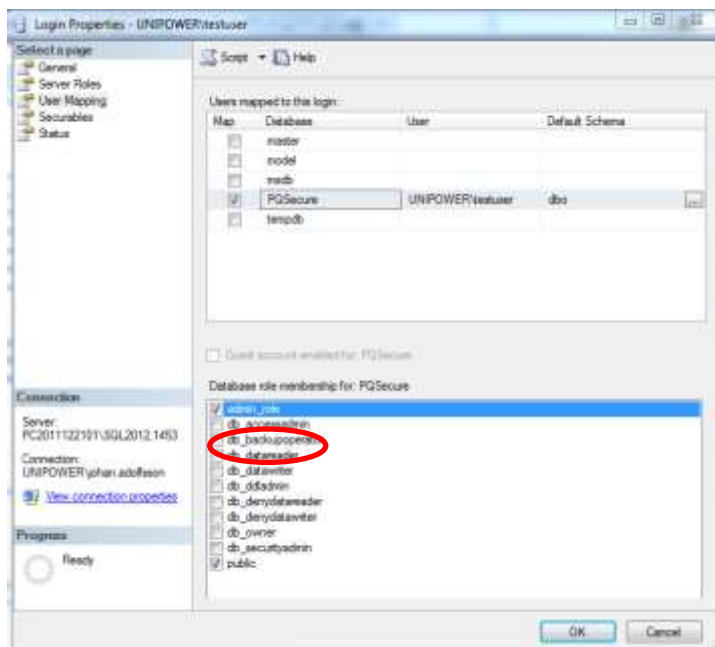 Login Properties - UNIPOWER\testuser
Select a page
General
Server Roles
User Mapping
Securables
Status
Script Help
Users mapped to this login:
Map Database User Default Schema
master
model
msdb
PQSecure UNIPOWER\testuser dbo ...
tempdb
Guest account enabled for: PQSecure
Database role membership for: PQSecure
admin_role
db_accessadmin
db_backupoperator
db_datareader
db_datawriter
db_ddladmin
db_denydatareader
db_denydatawriter
db_owner
db_securityadmin
public
Connection
Server:
PC2011122101\SQL2012,1453
Connection:
UNIPOWER\johan.adolfsson
View connection properties
Progress
Ready
OK Cancel